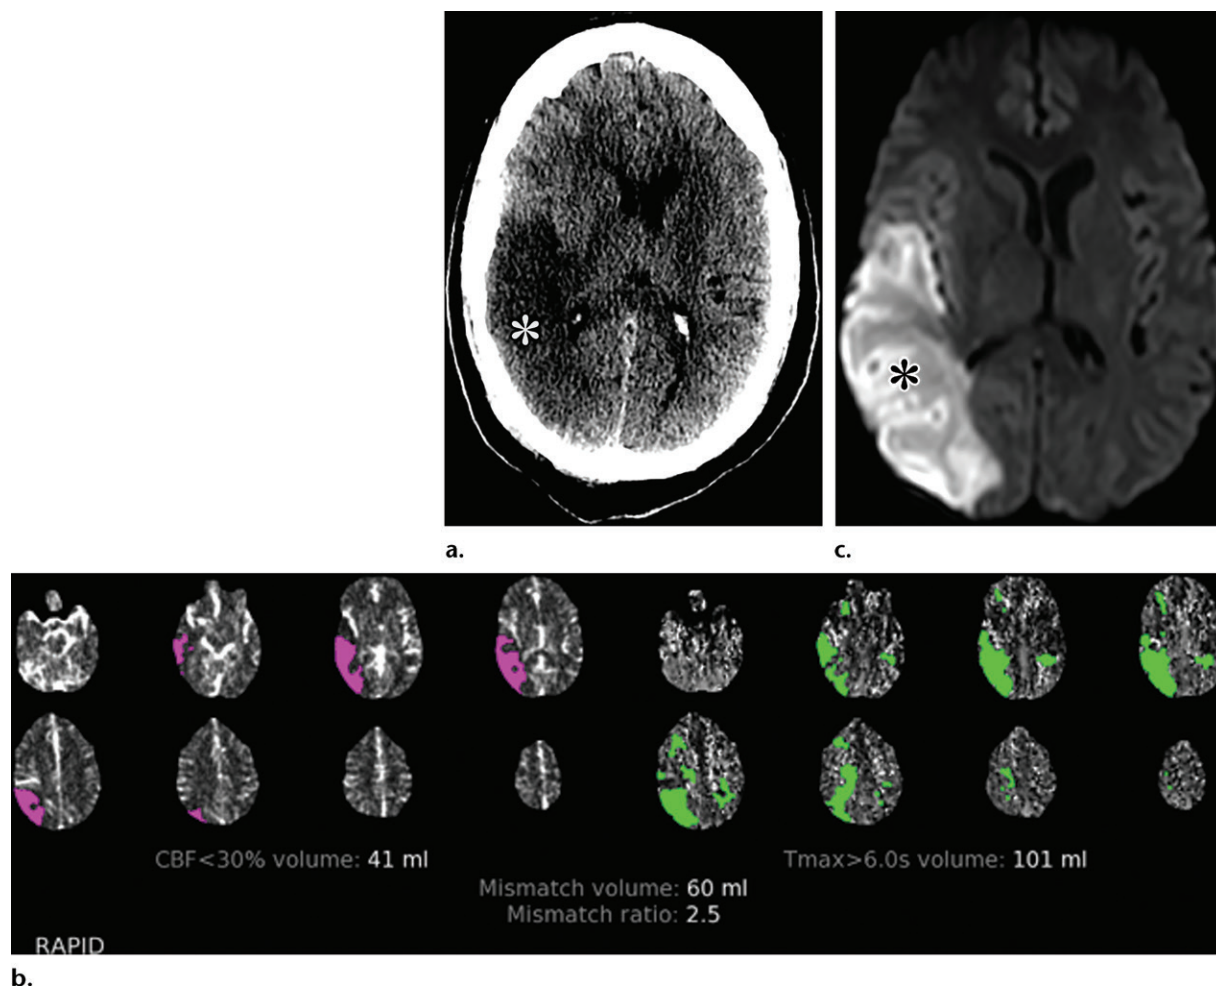 a.
c.
CBF<30% volume: 41 ml
Tmax>6.0s volume: 101 ml
Mismatch volume: 60 ml
Mismatch ratio: 2.5
RAPID
b.